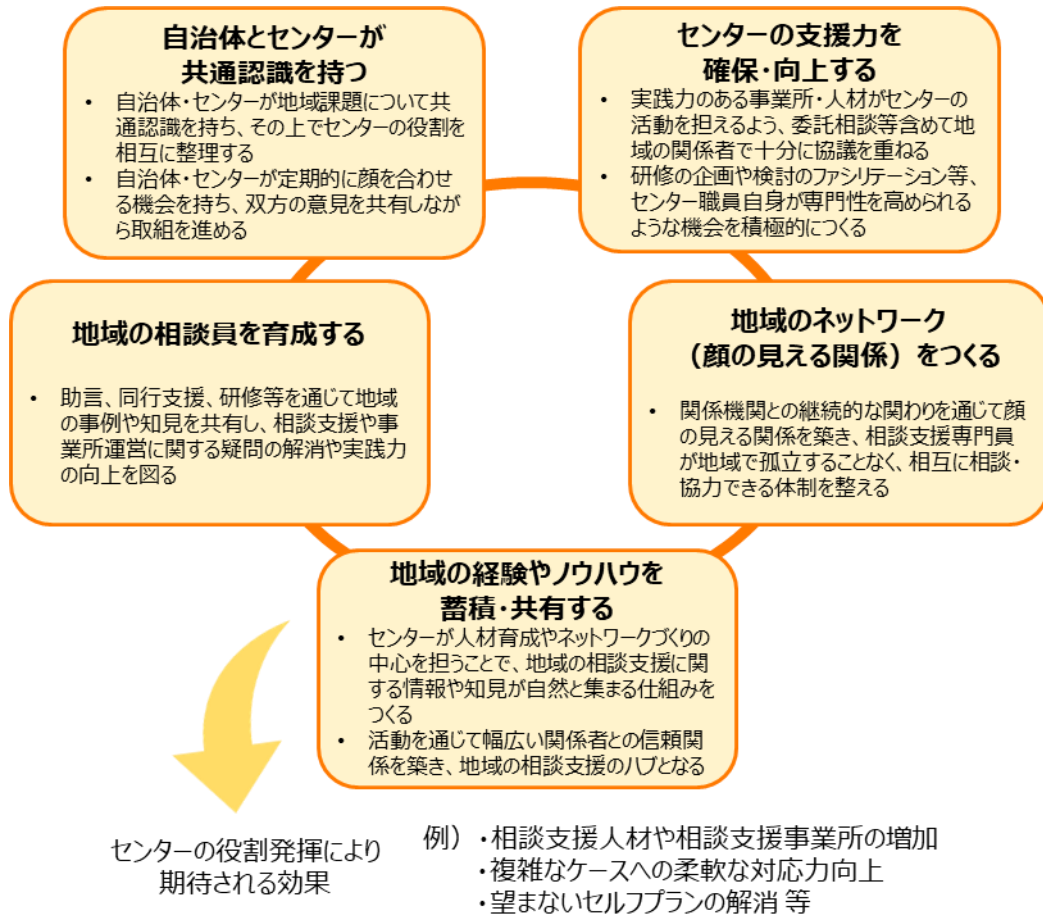 自治体とセンターが
共通認識を持つ
• 自治体・センターが地域課題について共
通認識を持ち、その上でセンターの役割を
相互に整理する
• 自治体・センターが定期的に顔を合わせ
る機会を持ち、双方の意見を共有しなが
ら取組を進める
センターの支援力を
確保・向上する
• 実践力のある事業所・人材がセンターの
活動を担えるよう、委託相談等含めて地
域の関係者で十分に協議を重ねる
• 研修の企画や検討のファシリテーション等、
センター職員自身が専門性を高められる
ような機会を積極的につくる
地域の相談員を育成する
• 助言、同行支援、研修等を通じて地域
の事例や知見を共有し、相談支援や事
業所運営に関する疑問の解消や実践力
の向上を図る
地域のネットワーク
（顔の見える関係）をつくる
• 関係機関との継続的な関わりを通じて顔
の見える関係を築き、相談支援専門員
が地域で孤立することなく、相互に相談・
協力できる体制を整える
地域の経験やノウハウを
蓄積・共有する
• センターが人材育成やネットワークづくりの
中心を担うことで、地域の相談支援に関
する情報や知見が自然と集まる仕組みを
つくる
• 活動を通じて幅広い関係者との信頼関
係を築き、地域の相談支援のハブとなる
センターの役割発揮により
期待される効果
例）・相談支援人材や相談支援事業所の増加
・複雑なケースへの柔軟な対応力向上
・望まないセルフプランの解消 等